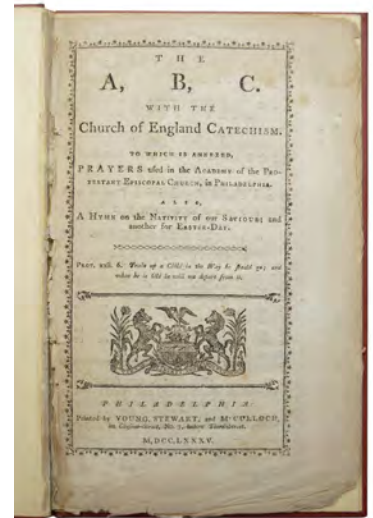 THE
A, B, C.
WITH THE
Church of England CATECHISM.
TO WHICH IS ANNEXED,
PRAYERS used in the ACADEMY of the PRO-
TESTANT EPISCOPAL CHURCH, in PHILADELPHIA.
ALSO,
A HYMN on the NATIVITY of our SAVIOUR; and
another for EASTER-DAY.
PROV. xxii. 6. Train up a Child in the Way he should go; and
when he is old he will not depart from it.
PHILADELPHIA:
Printed by YOUNG, STEWART, and M'CULLOCH,
in Chesnut-street,
M,DCC,LXXXV.